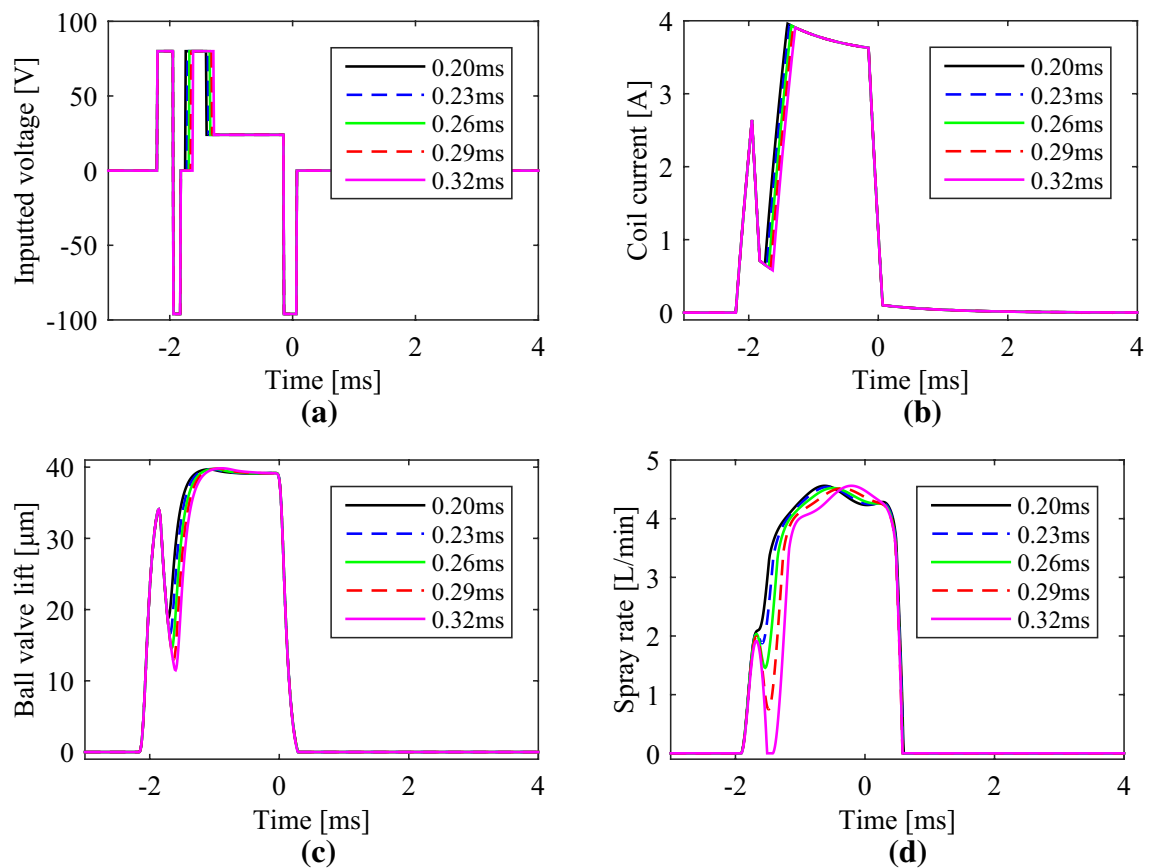 100
50
0
-50
-100
Inputted voltage [V]
-2
0
2
4
Time [ms]
0.20ms
0.23ms
0.26ms
0.29ms
0.32ms
(a)
4
3
2
1
0
Coil current [A]
-2
0
2
4
Time [ms]
0.20ms
0.23ms
0.26ms
0.29ms
0.32ms
(b)
40
30
20
10
0
Ball valve lift [μm]
-2
0
2
4
Time [ms]
0.20ms
0.23ms
0.26ms
0.29ms
0.32ms
(c)
5
4
3
2
1
0
Spray rate [L/min]
-2
0
2
4
Time [ms]
0.20ms
0.23ms
0.26ms
0.29ms
0.32ms
(d)